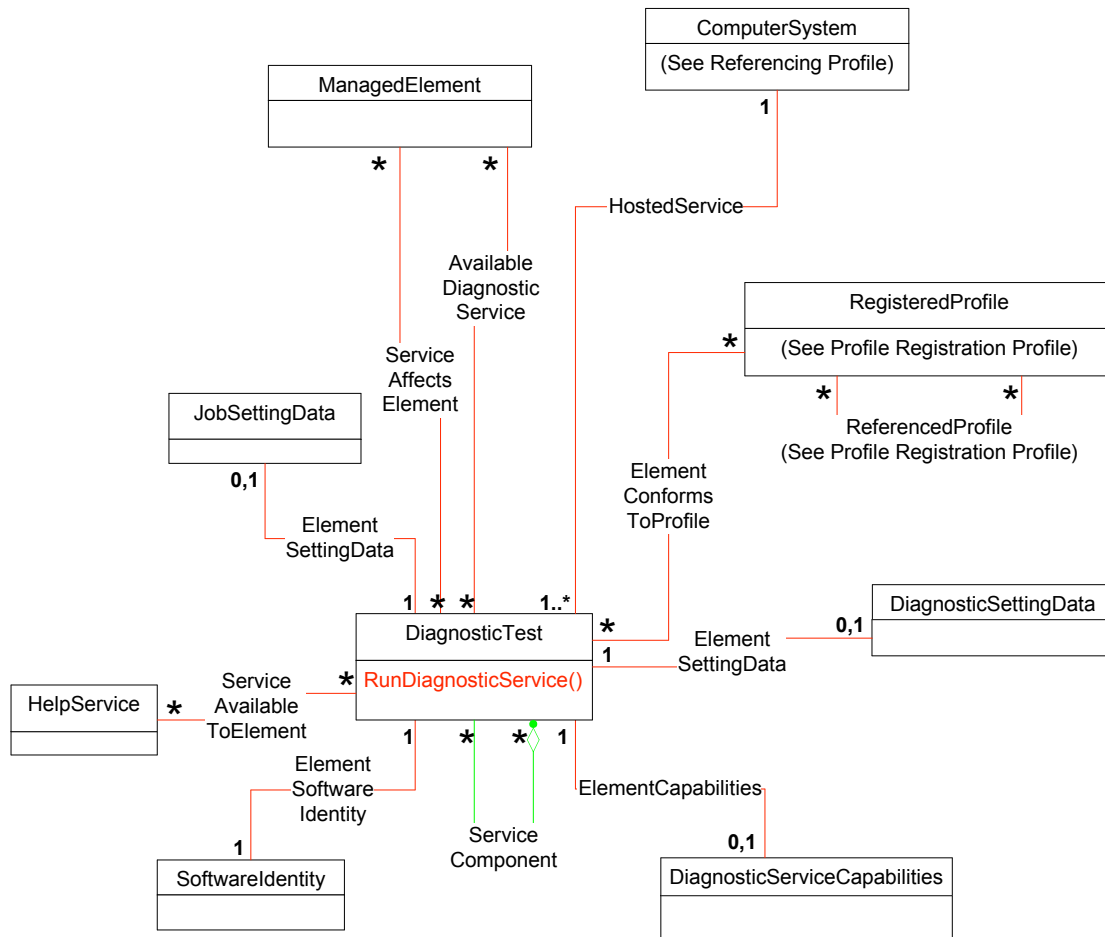 ComputerSystem
(See Referencing Profile)
1
ManagedElement
*
*
HostedService
Available
Diagnostic
Service
RegisteredProfile
(See Profile Registration Profile)
*
*
*
ReferencedProfile
(See Profile Registration Profile)
Service
Affects
Element
JobSettingData
0,1
Element
SettingData
Element
Conforms
ToProfile
1
*
*
1..*
DiagnosticTest
RunDiagnosticService()
*
1
Element
SettingData
0,1
DiagnosticSettingData
HelpService
*
Service
Available
ToElement
*
1
*
*
1
Element
Software
Identity
ElementCapabilities
Service
Component
1
0,1
SoftwareIdentity
DiagnosticServiceCapabilities